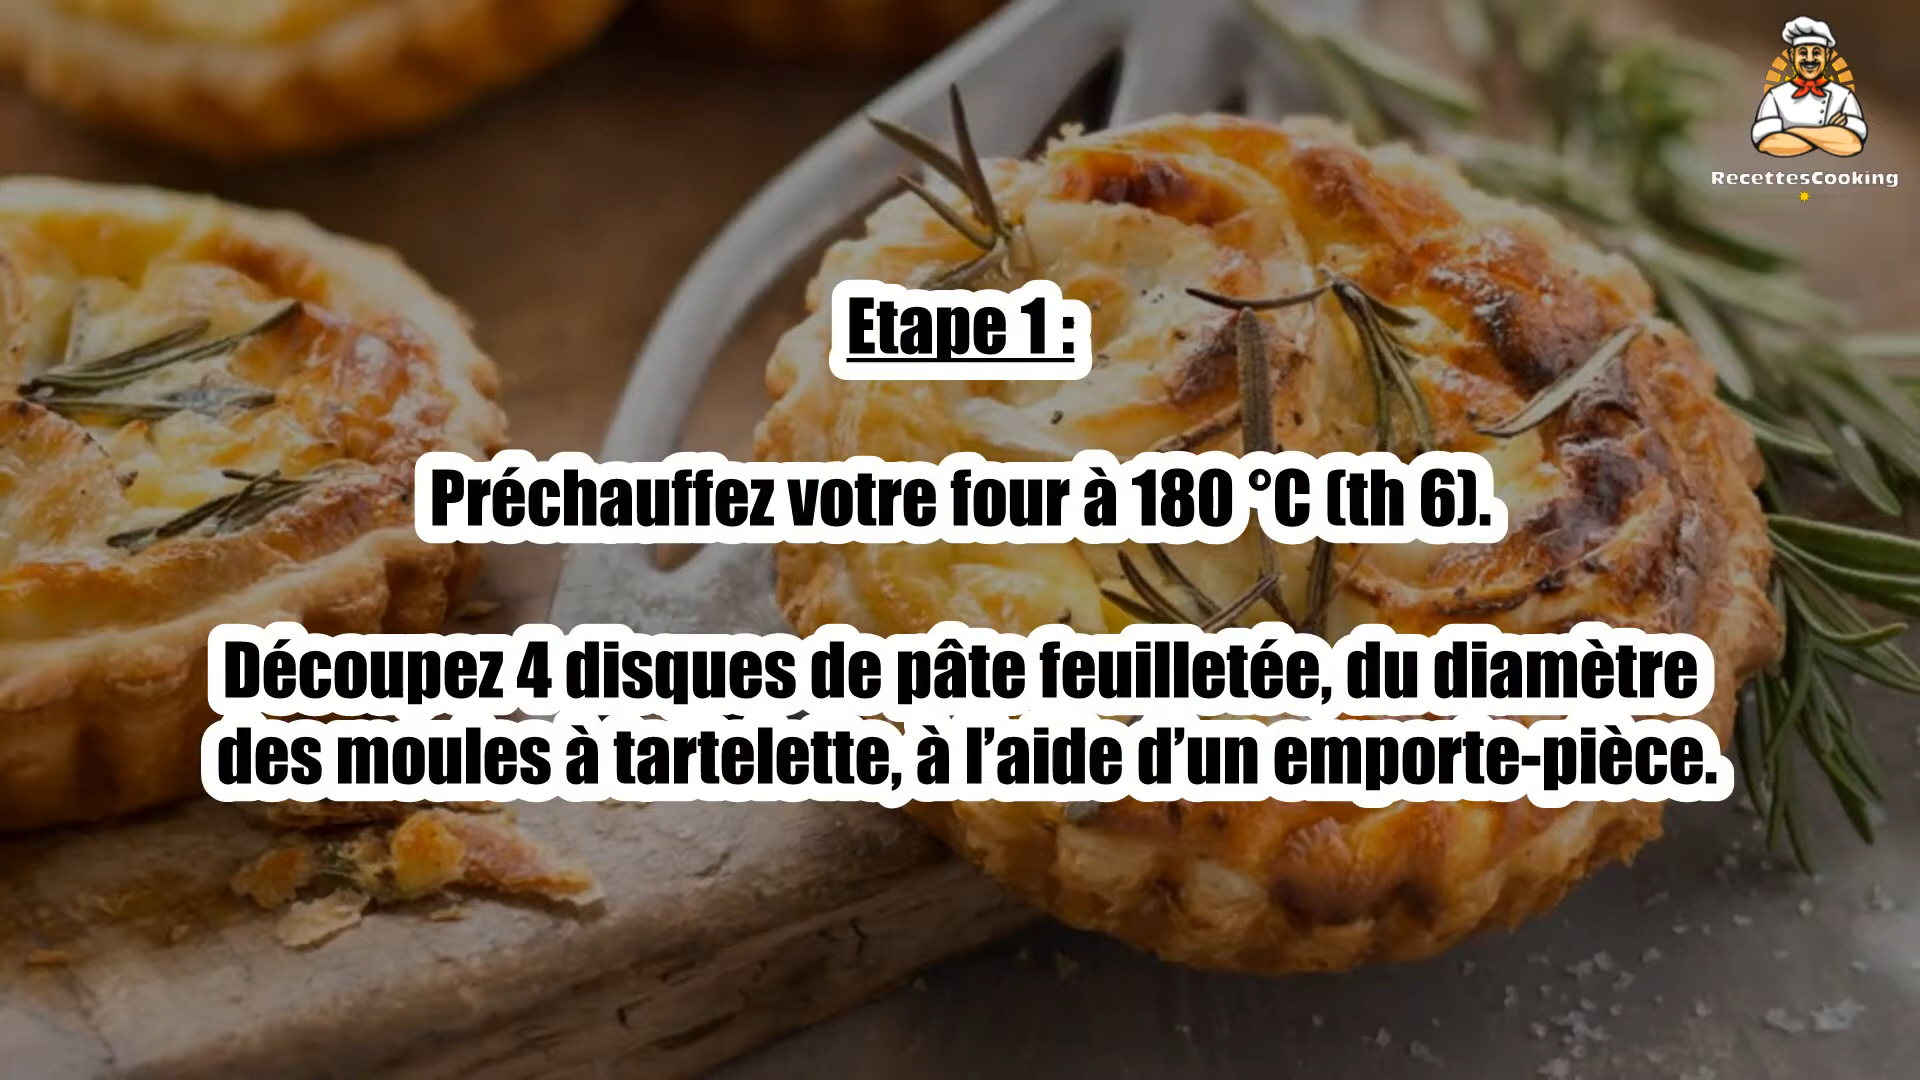 RecettesCooking
Etape 1 :
Préchauffez votre four à 180 °C (th 6).
Découpez 4 disques de pâte feuilletée, du diamètre
des moules à tartelette, à l’aide d’un emporte-pièce.